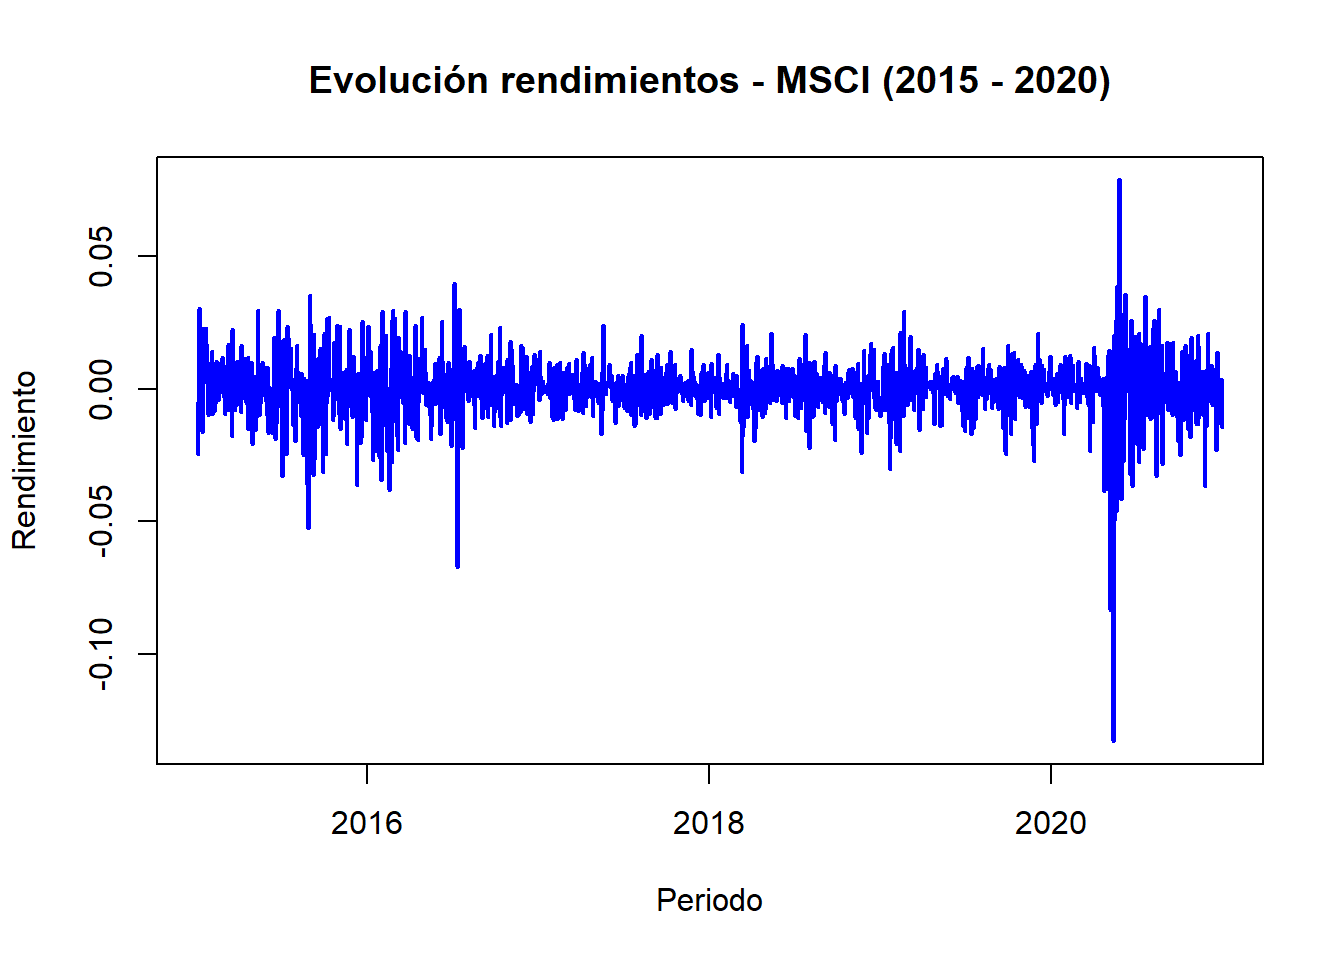 Evolución rendimientos - MSCI (2015 - 2020)
Rendimiento
0.05
0.00
-0.05
-0.10
2016 2018 2020
Periodo